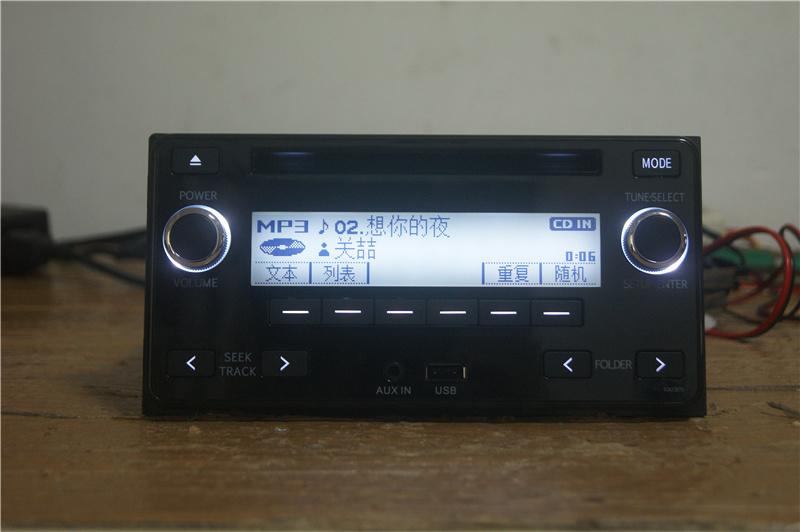 MODE
POWER
TUNE·SELECT
MP3 ♪ 02.想你的夜 CD IN
关喆 0:06
文本 列表 重复 随机
VOLUME
SETUP·ENTER
SEEK
TRACK
FOLDER
AUX IN USB